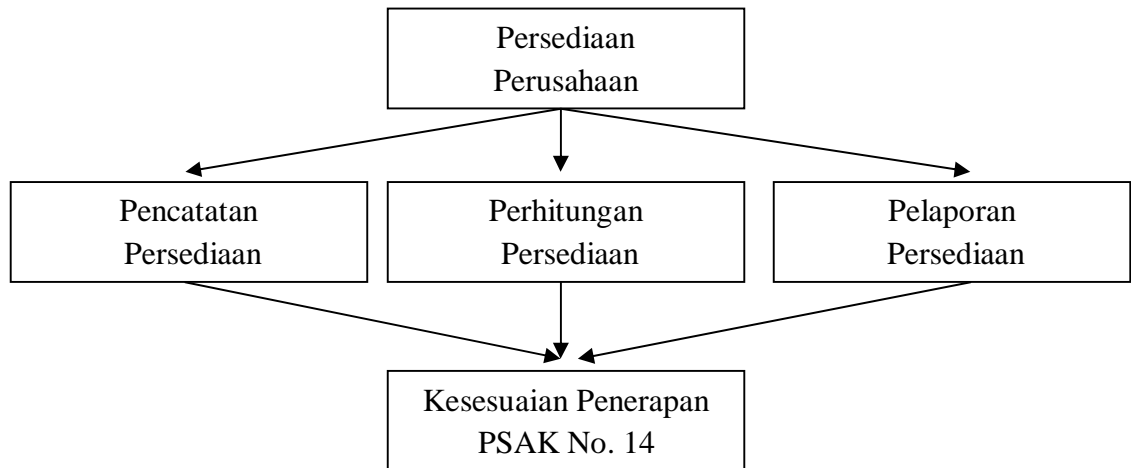 Persediaan
Perusahaan
Pencatatan
Persediaan
Perhitungan
Persediaan
Pelaporan
Persediaan
Kesesuaian Penerapan
PSAK No. 14